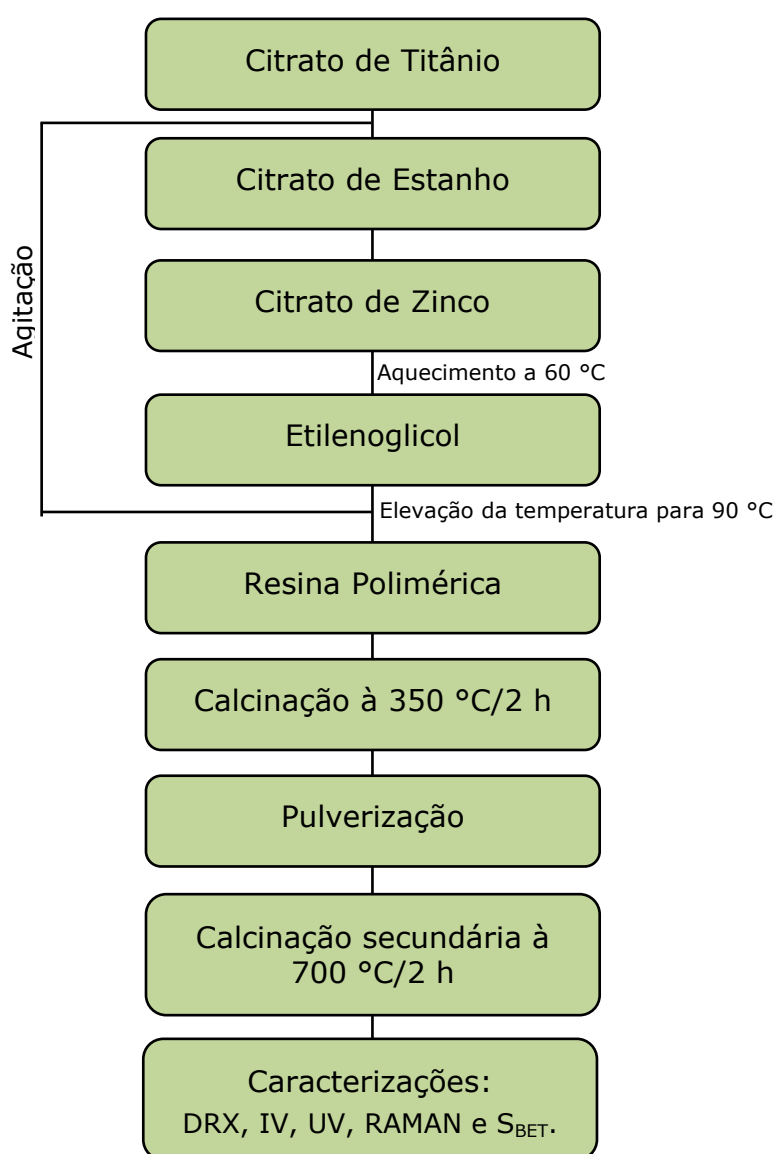 Citrato de Titânio
Citrato de Estanho
Agitação
Citrato de Zinco
Aquecimento a 60 °C
Etilenoglicol
Elevação da temperatura para 90 °C
Resina Polimérica
Calcinação à 350 °C/2 h
Pulverização
Calcinação secundária à
700 °C/2 h
Caracterizações:
DRX, IV, UV, RAMAN e SBET.